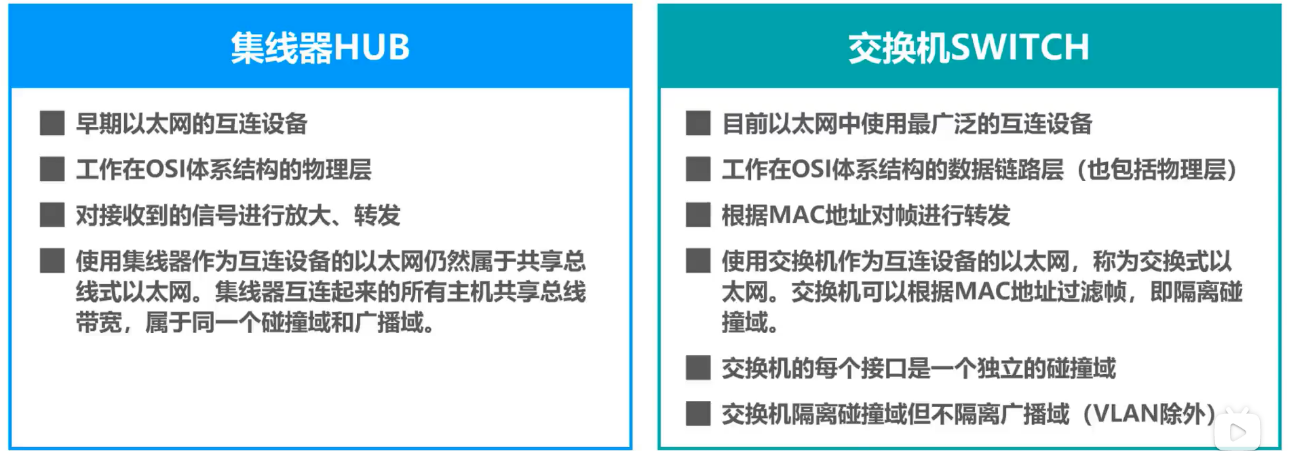 集线器HUB
早期以太网的互连设备
工作在OSI体系结构的物理层
对接收到的信号进行放大、转发
使用集线器作为互连设备的以太网仍然属于共享总
线式以太网。集线器互连起来的所有主机共享总线
带宽，属于同一个碰撞域和广播域。
交换机SWITCH
目前以太网中使用最广泛的互连设备
工作在OSI体系结构的数据链路层（也包括物理层）
根据MAC地址对帧进行转发
使用交换机作为互连设备的以太网，称为交换式以
太网。交换机可以根据MAC地址过滤帧，即隔离碰
撞域。
交换机的每个接口是一个独立的碰撞域
交换机隔离碰撞域但不隔离广播域（VLAN除外）